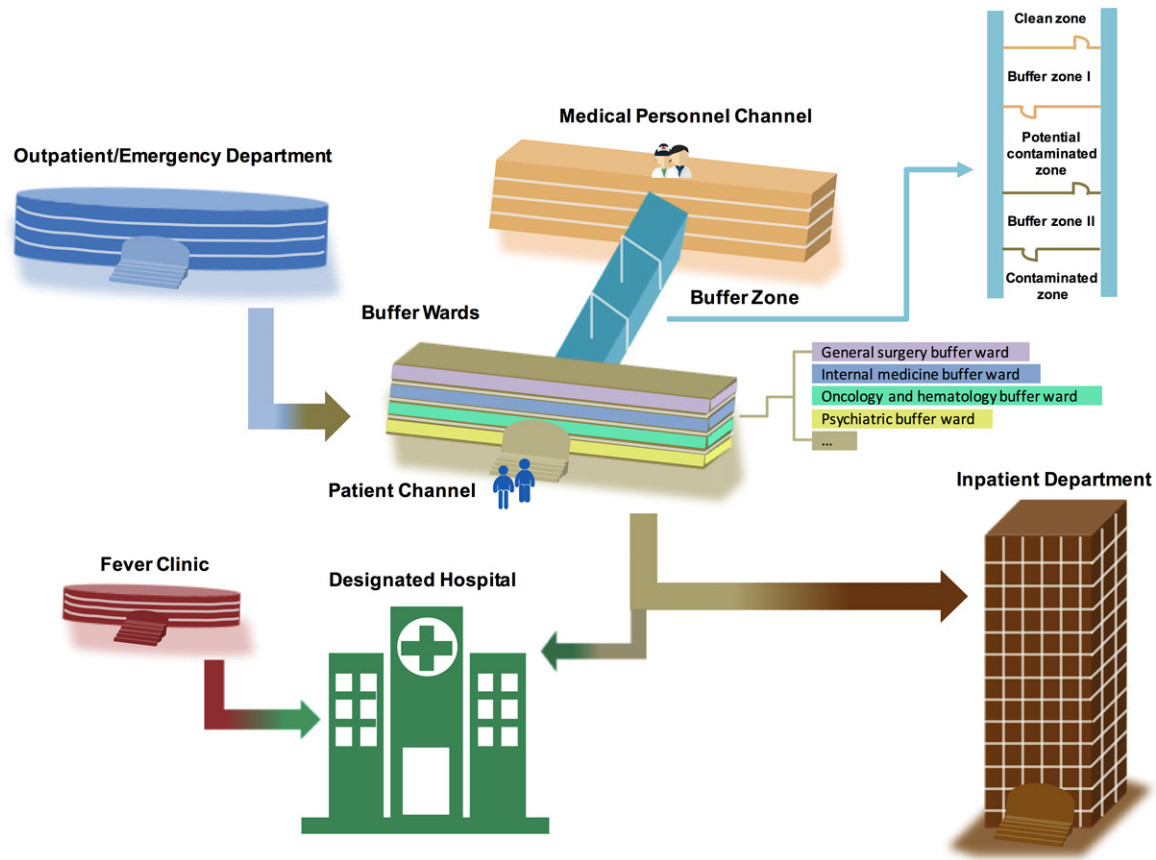 Clean zone
Buffer zone I
Potential
contaminated
zone
Buffer zone II
Contaminated
zone
Medical Personnel Channel
Outpatient/Emergency Department
Buffer Wards
Buffer Zone
General surgery buffer ward
Internal medicine buffer ward
Oncology and hematology buffer ward
Psychiatric buffer ward
...
Patient Channel
Inpatient Department
Fever Clinic
Designated Hospital